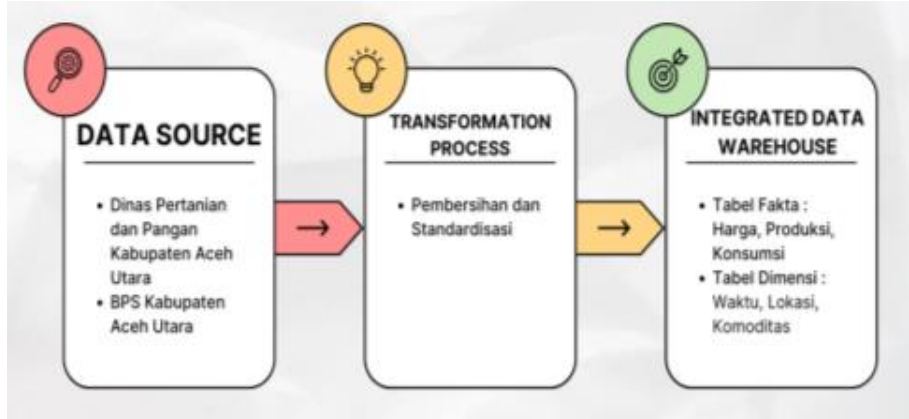 DATA SOURCE
• Dinas Pertanian
dan Pangan
Kabupaten Aceh
Utara
• BPS Kabupaten
Aceh Utara
TRANSFORMATION
PROCESS
• Pembersihan dan
Standardisasi
INTEGRATED DATA
WAREHOUSE
• Tabel Fakta :
Harga, Produksi,
Konsumsi
• Tabel Dimensi :
Waktu, Lokasi,
Komoditas